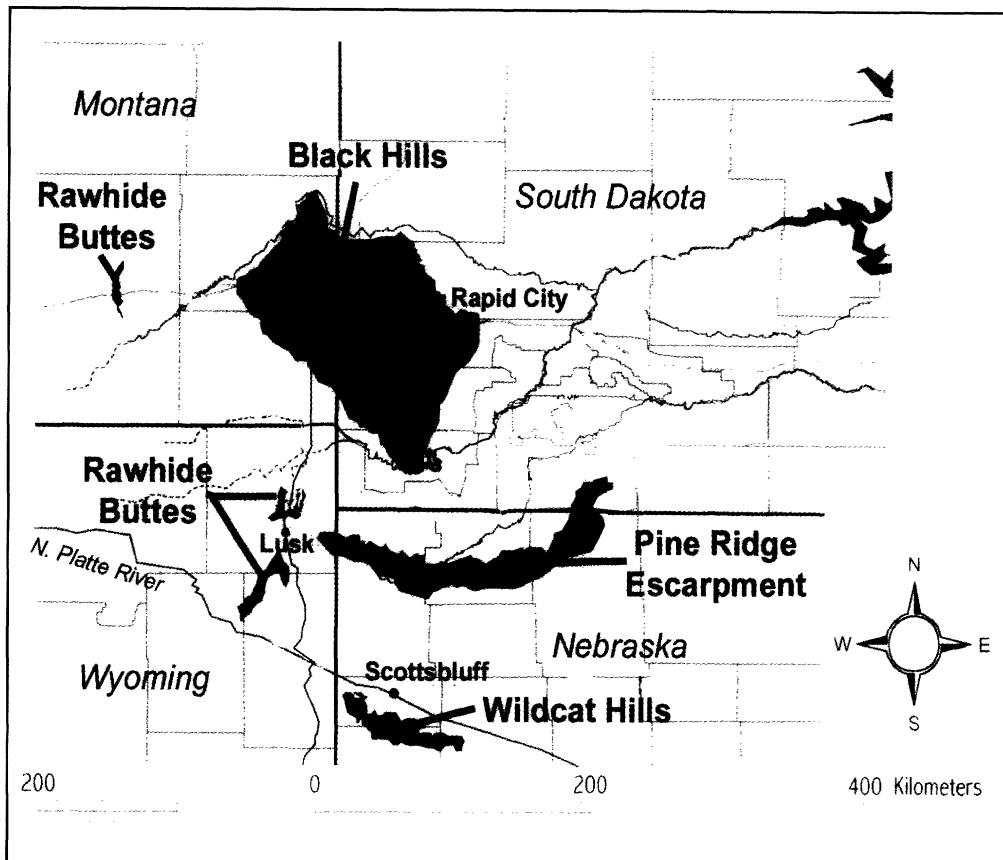 Montana
Black Hills
Rawhide
Buttes
South Dakota
Rapid City
Rawhide
Buttes
Lusk
N. Platte River
Pine Ridge
Escarpment
N
W
E
S
Nebraska
Wyoming
Scottsbluff
Wildcat Hills
200 0 200 400 Kilometers